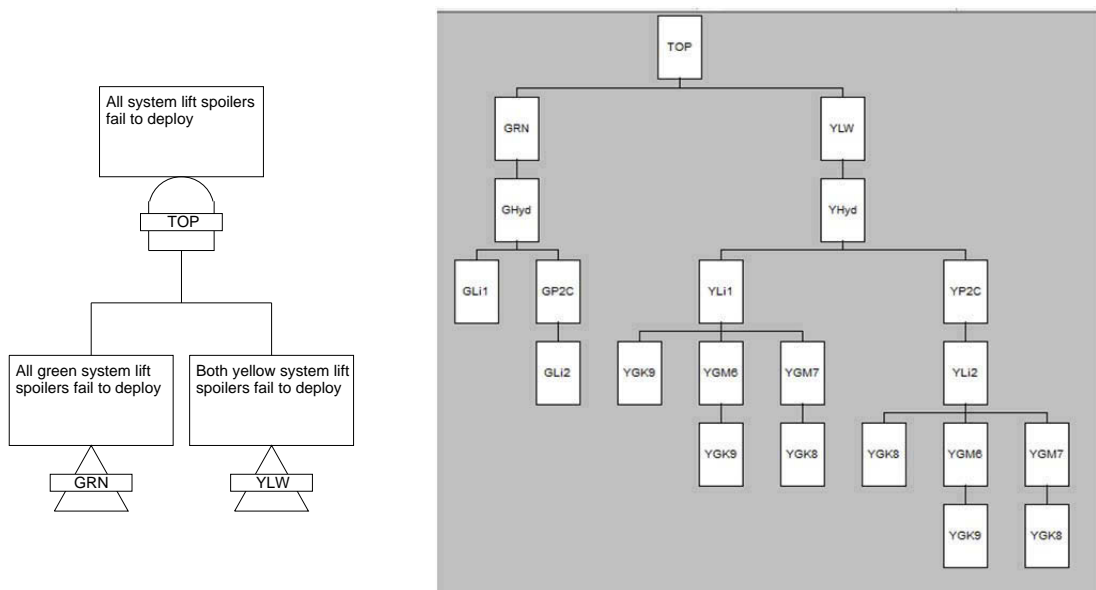 All system lift spoilers
fail to deploy
TOP
All green system lift
spoilers fail to deploy
Both yellow system lift
spoilers fail to deploy
GRN
YLW
TOP
GRN
YLW
GHyd
YHyd
GLi1
GP2C
YLi1
YP2C
GLi2
YGK9
YGM6
YGM7
YLi2
YGK9
YGK8
YGK8
YGM6
YGM7
YGK9
YGK8